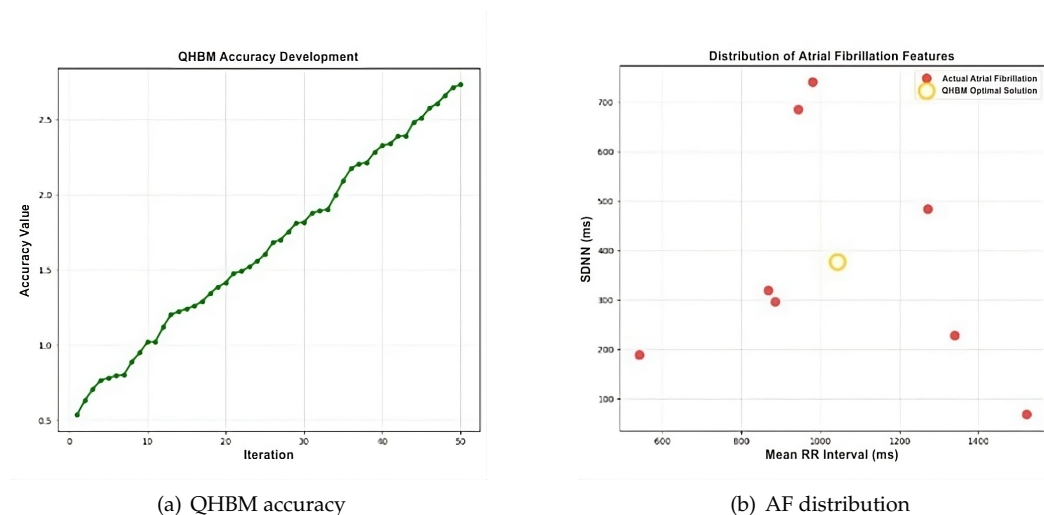 QHBM Accuracy Development
Accuracy Value
2.5
2.0
1.5
1.0
0.5
0 10 20 30 40 50
Iteration
(a) QHBM accuracy
Distribution of Atrial Fibrillation Features
Actual Atrial Fibrillation
QHBM Optimal Solution
SDNN (ms)
700
600
500
400
300
200
100
600 800 1000 1200 1400
Mean RR Interval (ms)
(b) AF distribution